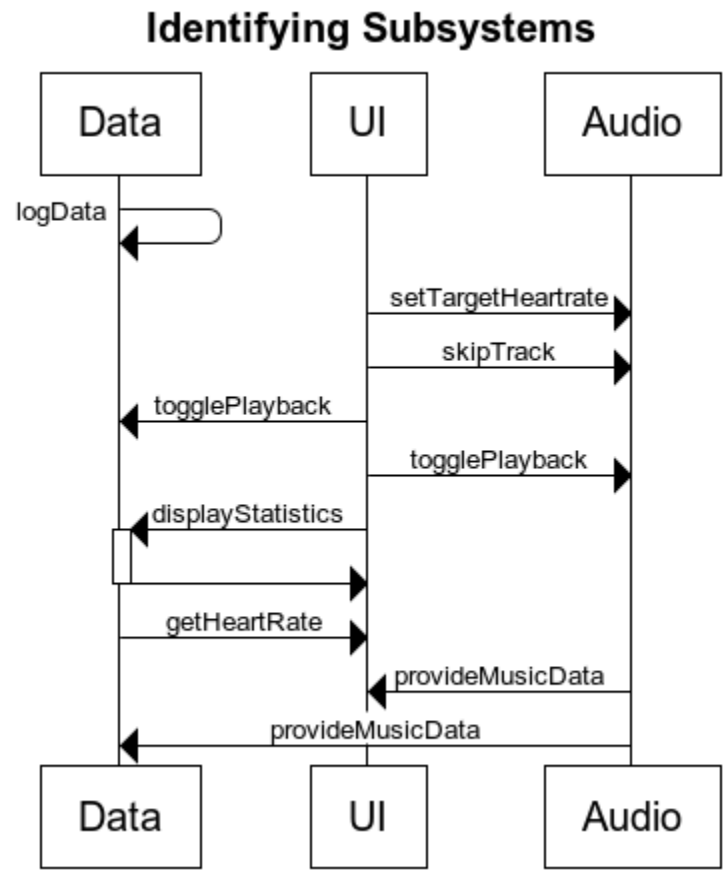 Identifying Subsystems
Data
UI
Audio
logData
setTargetHeartrate
skipTrack
togglePlayback
togglePlayback
displayStatistics
getHeartRate
provideMusicData
provideMusicData
Data
UI
Audio